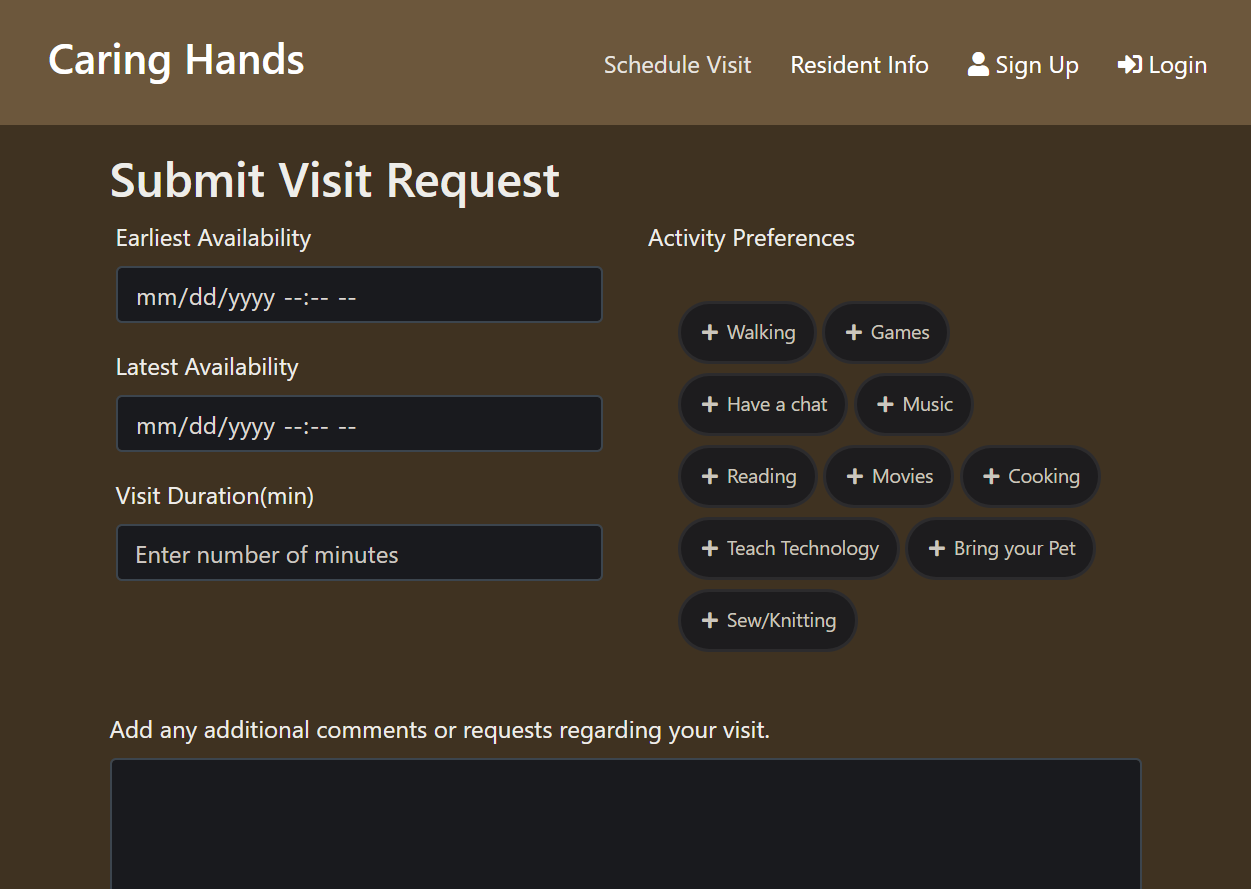 Caring Hands
Schedule Visit Resident Info Sign Up Login
Submit Visit Request
Earliest Availability
mm/dd/yyyy --:-- --
Latest Availability
mm/dd/yyyy --:-- --
Visit Duration(min)
Enter number of minutes
Activity Preferences
+ Walking + Games
+ Have a chat + Music
+ Reading + Movies + Cooking
+ Teach Technology + Bring your Pet
+ Sew/Knitting
Add any additional comments or requests regarding your visit.